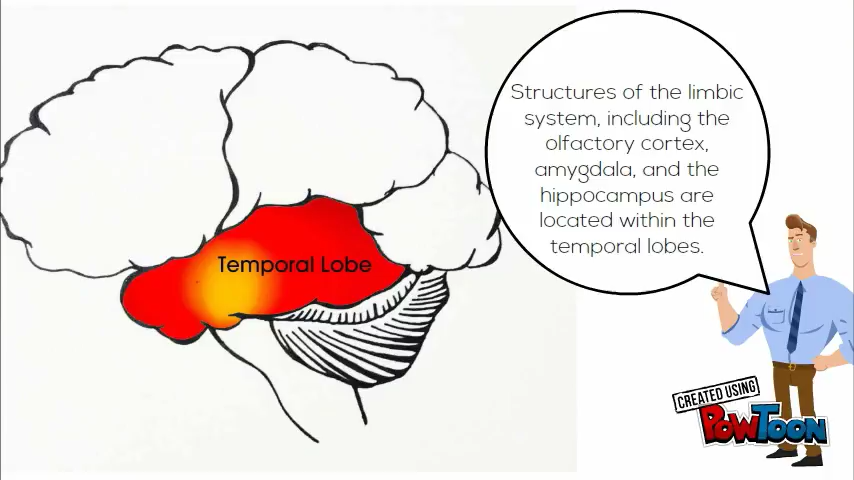 Structures of the limbic
system, including the
olfactory cortex,
amygdala, and the
hippocampus are
located within the
temporal lobes.
Temporal Lobe
CREATED USING
POWTOON